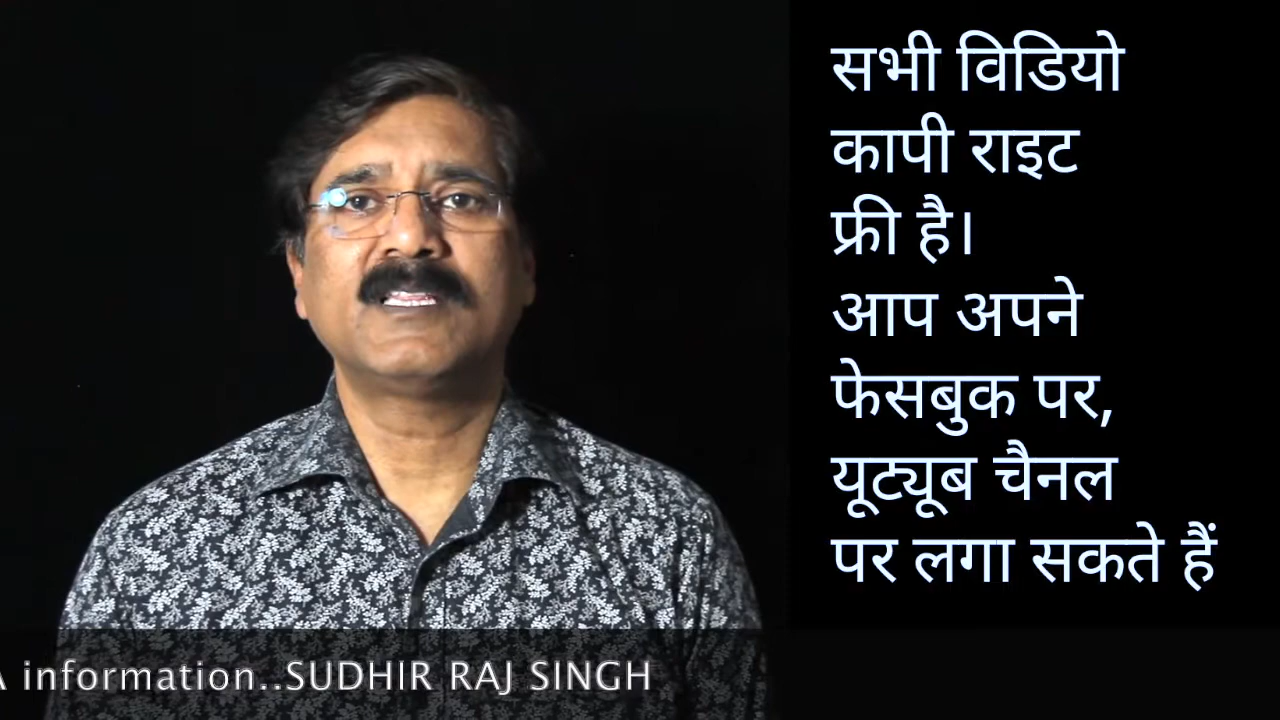 सभी विडियो
कापी राइट
फ्री है।
आप अपने
फेसबुक पर,
यूट्यूब चैनल
पर लगा सकते हैं
information..SUDHIR RAJ SINGH